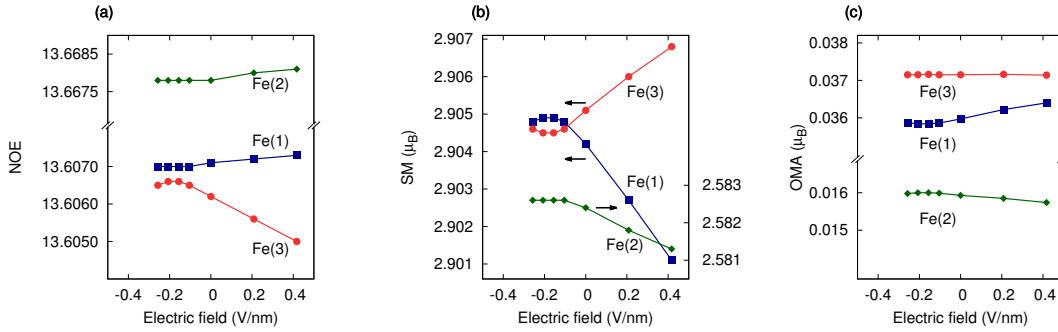 (a)
NOE
13.6685
13.6675
13.6070
13.6060
13.6050
Fe(2)
Fe(1)
Fe(3)
-0.4 -0.2 0 0.2 0.4
Electric field (V/nm)
(b)
SM (μB)
2.907
2.906
2.905
2.904
2.903
2.902
2.901
Fe(3)
Fe(1)
Fe(2)
2.583
2.582
2.581
-0.4 -0.2 0 0.2 0.4
Electric field (V/nm)
(c)
OMA (μB)
0.038
0.037
0.036
0.016
0.015
Fe(3)
Fe(1)
Fe(2)
-0.4 -0.2 0 0.2 0.4
Electric field (V/nm)